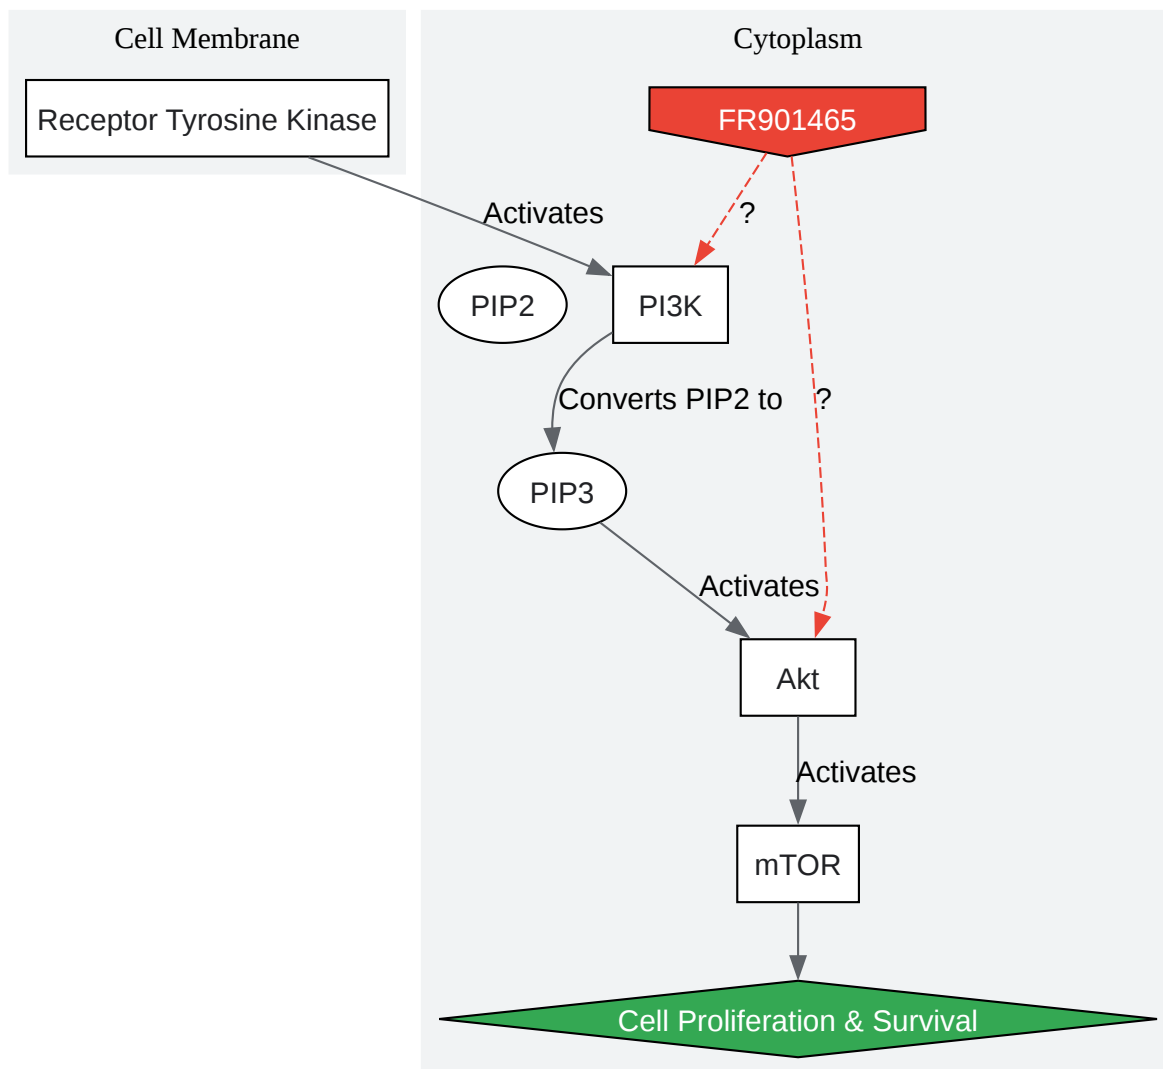 Cell Membrane
Cytoplasm
Receptor Tyrosine Kinase
FR901465
Activates
?
PIP2
PI3K
Converts PIP2 to
?
PIP3
Activates
Akt
Activates
mTOR
Cell Proliferation & Survival